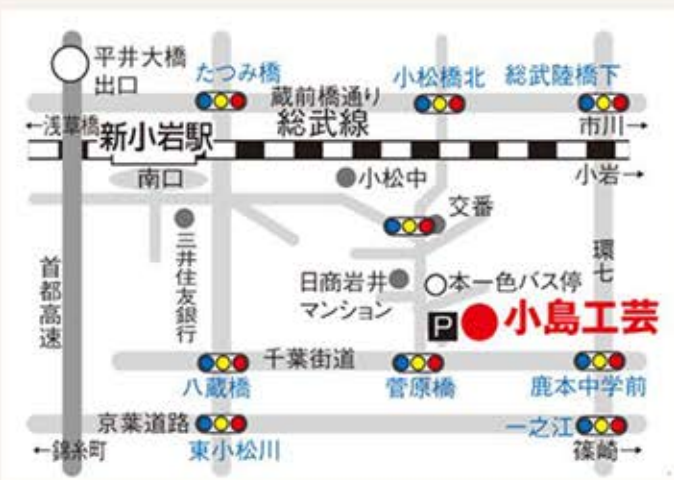 平井大橋
出口
たつみ橋
小松橋北
総武陸橋下
蔵前橋通り
←浅草橋
新小岩駅
総武線
市川→
南口
小松中
小岩→
交番
三井住友銀行
首都高速
環七
日商岩井
マンション
本一色バス停
P
小島工芸
千葉街道
八蔵橋
菅原橋
鹿本中学前
京葉道路
一之江
←錦糸町
東小松川
篠崎→